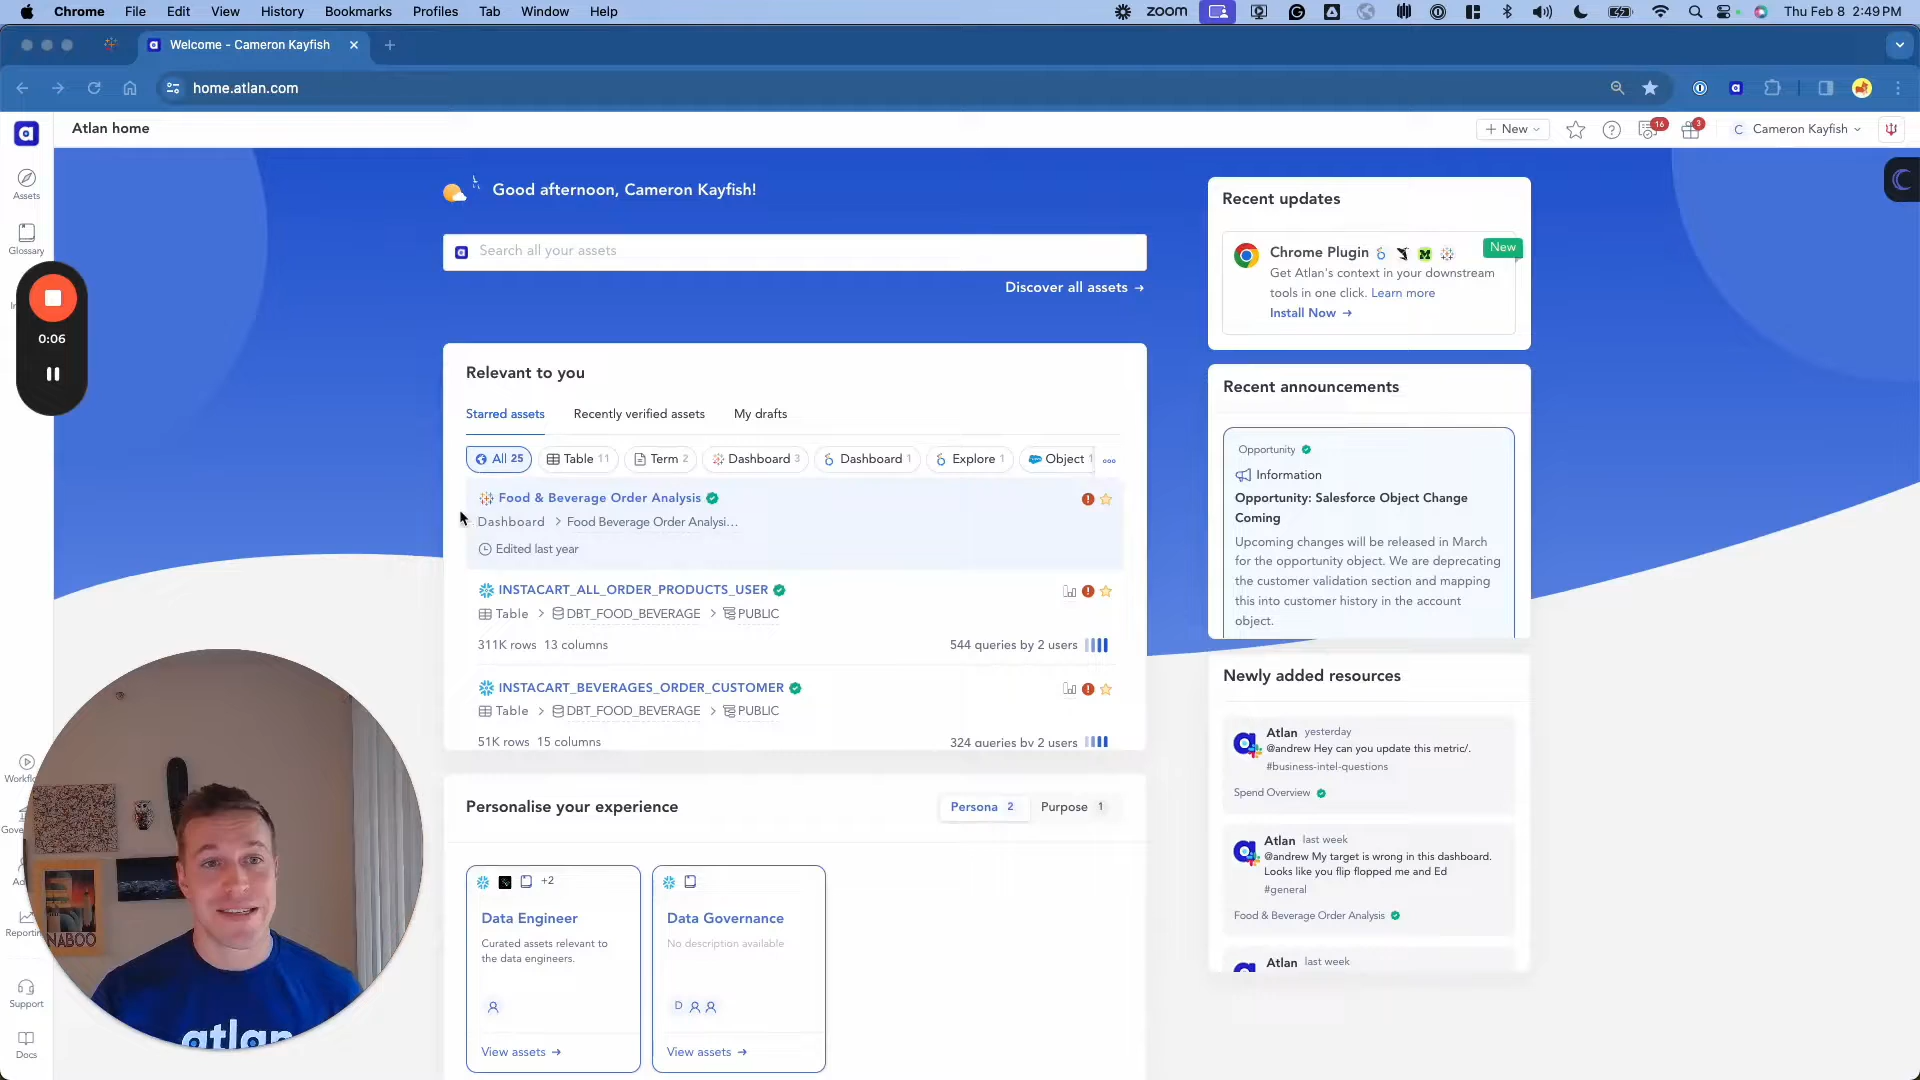 Chrome File Edit View History Bookmarks Profiles Tab Window Help
zoom
Thu Feb 8 2:49 PM
Welcome - Cameron Kayfish
home.atlan.com
Atlan home
New
16
3
C Cameron Kayfish
Assets
Glossary
0:06
Good afternoon, Cameron Kayfish!
Search all your assets
Discover all assets →
Relevant to you
Starred assets Recently verified assets My drafts
All 25 Table 11 Term 2 Dashboard 3 Dashboard 1 Explore 1 Object 1
Food & Beverage Order Analysis
Dashboard > Food Beverage Order Analysi...
Edited last year
INSTACART_ALL_ORDER_PRODUCTS_USER
Table > DBT_FOOD_BEVERAGE > PUBLIC
311K rows 13 columns 544 queries by 2 users
INSTACART_BEVERAGES_ORDER_CUSTOMER
Table > DBT_FOOD_BEVERAGE > PUBLIC
51K rows 15 columns 324 queries by 2 users
Personalise your experience
Persona 2 Purpose 1
+2
Data Engineer
Curated assets relevant to
the data engineers.
View assets →
Data Governance
No description available
D
View assets →
Recent updates
Chrome Plugin
New
Get Atlan's context in your downstream
tools in one click. Learn more
Install Now →
Recent announcements
Opportunity
Information
Opportunity: Salesforce Object Change
Coming
Upcoming changes will be released in March
for the opportunity object. We are deprecating
the customer validation section and mapping
this into customer history in the account
object.
Newly added resources
Atlan yesterday
@andrew Hey can you update this metric/.
#business-intel-questions
Spend Overview
Atlan last week
@andrew My target is wrong in this dashboard.
Looks like you flip flopped me and Ed
#general
Food & Beverage Order Analysis
Atlan last week
Workflo
Gove
Ad
Reportin
Support
Docs
NABOO
atlan